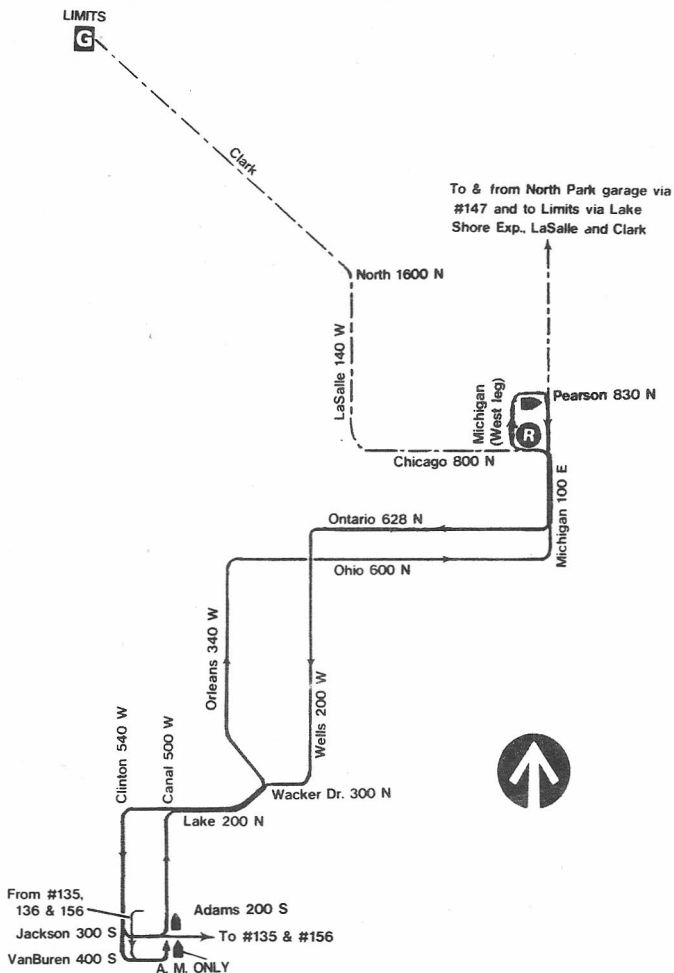 LIMITS
G
Clark
To & from North Park garage via
#147 and to Limits via Lake
Shore Exp., LaSalle and Clark
North 1600 N
LaSalle 140 W
Michigan
(West leg)
Pearson 830 N
R
Chicago 800 N
Michigan 100 E
Ontario 628 N
Ohio 600 N
Orleans 340 W
Wells 200 W
Clinton 540 W
Canal 500 W
Wacker Dr. 300 N
Lake 200 N
From #135,
136 & 156
Adams 200 S
Jackson 300 S
To #135 & #156
VanBuren 400 S
A. M. ONLY